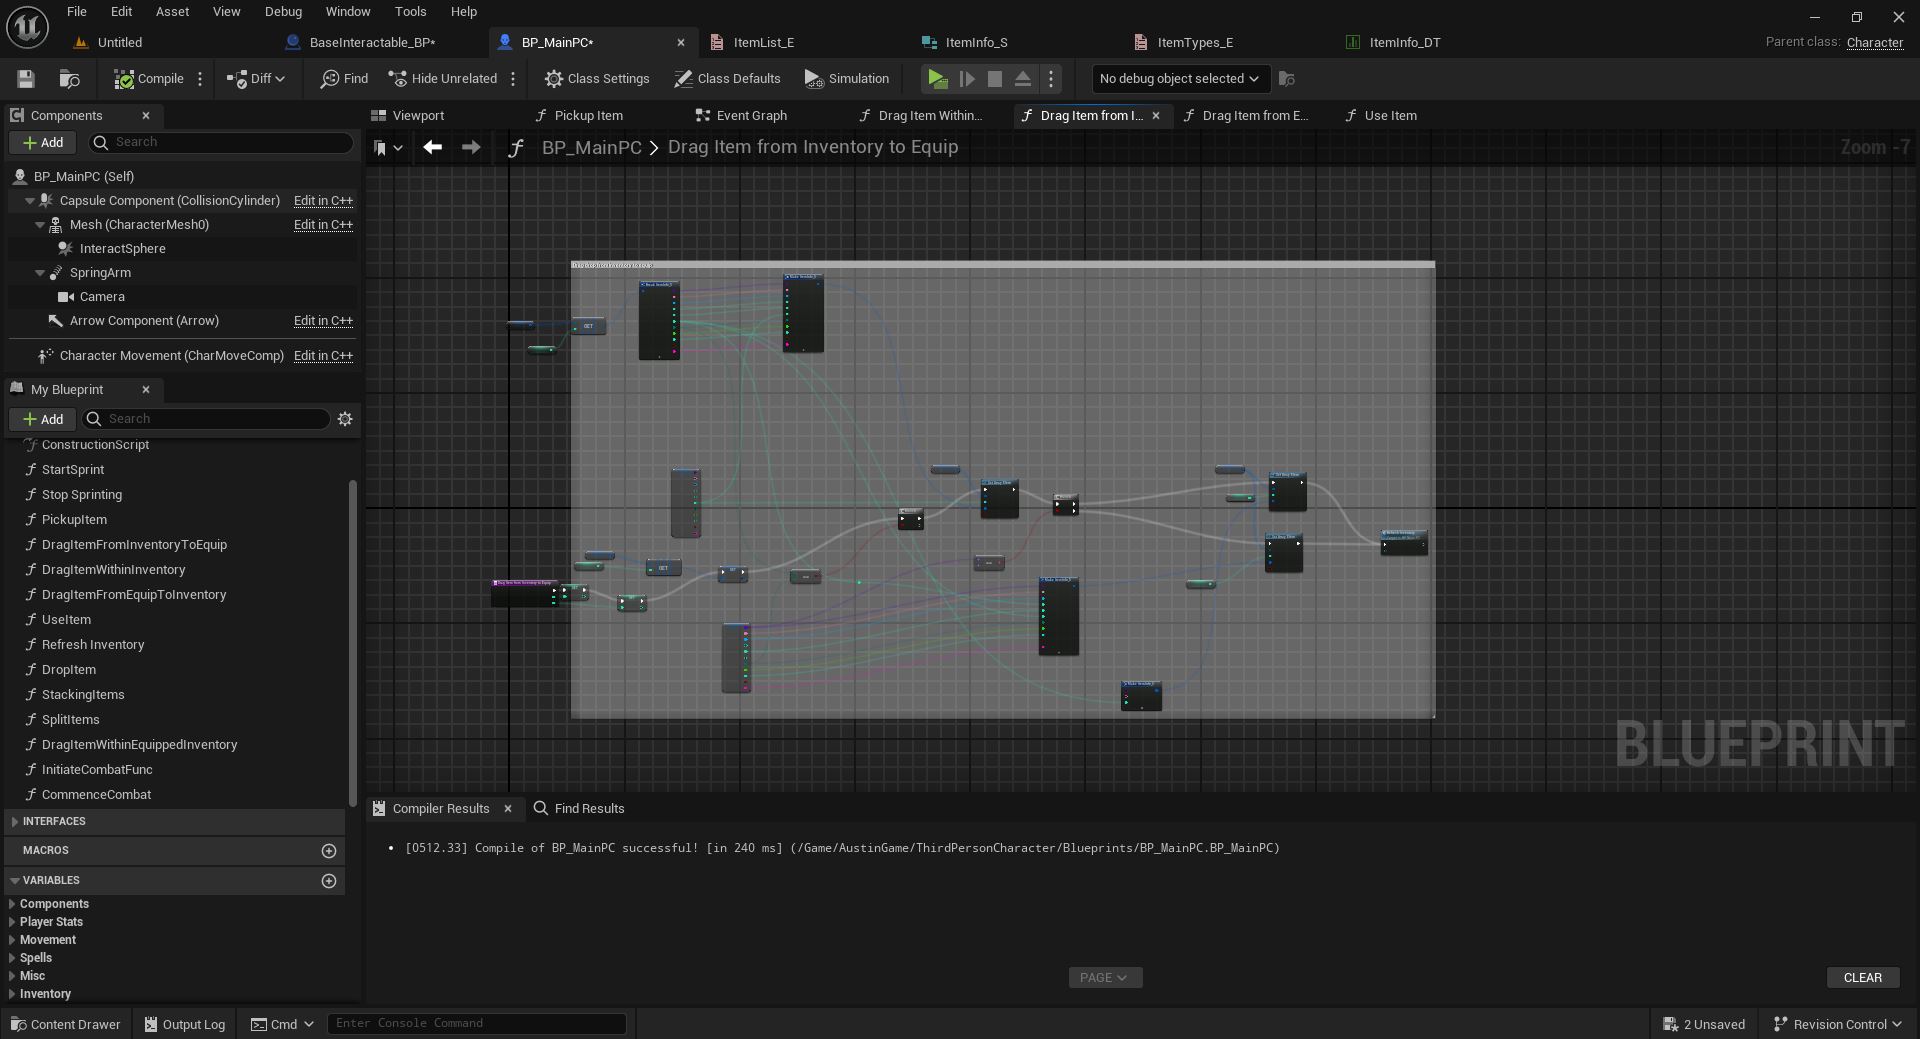 File Edit Asset View Debug Window Tools Help
Untitled BaseInteractable_BP* BP_MainPC* ItemList_E ItemInfo_S ItemTypes_E ItemInfo_DT Parent class: Character
Compile Diff Find Hide Unrelated Class Settings Class Defaults Simulation No debug object selected
Components Viewport Pickup Item Event Graph Drag Item Within... Drag Item from I... Drag Item from E... Use Item
Add Search
BP_MainPC > Drag Item from Inventory to Equip Zoom -7
BP_MainPC (Self)
Capsule Component (CollisionCylinder) Edit in C++
Mesh (CharacterMesh0) Edit in C++
InteractSphere
SpringArm
Camera
Arrow Component (Arrow) Edit in C++
Character Movement (CharMoveComp) Edit in C++
GET
My Blueprint
Add Search
ConstructionScript
StartSprint
Stop Sprinting
PickupItem
DragItemFromInventoryToEquip
DragItemWithinInventory
DragItemFromEquipToInventory
UseItem
Refresh Inventory
DropItem
StackingItems
SplitItems
DragItemWithinEquippedInventory
InitiateCombatFunc
CommenceCombat
GET
BLUEPRINT
INTERFACES
MACROS
VARIABLES
Components
Player Stats
Movement
Spells
Misc
Inventory
Compiler Results Find Results
• [0512.33] Compile of BP_MainPC successful! [in 240 ms] (/Game/AustinGame/ThirdPersonCharacter/Blueprints/BP_MainPC.BP_MainPC)
PAGE CLEAR
Content Drawer Output Log Cmd Enter Console Command 2 Unsaved Revision Control